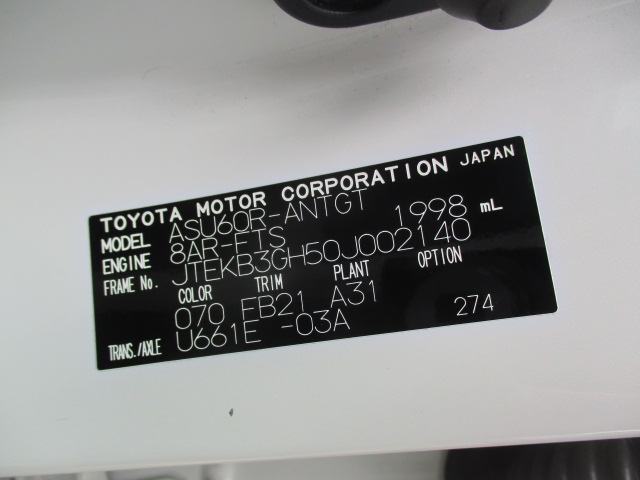 TOYOTA MOTOR CORPORATION JAPAN
MODEL ASU60R-ANTGT
ENGINE 8AR-FTS 1998 mL
FRAME No. JTEKB3GH50J002140
COLOR TRIM PLANT OPTION
070 EB21 A31
TRANS./AXLE U661E -03A 274